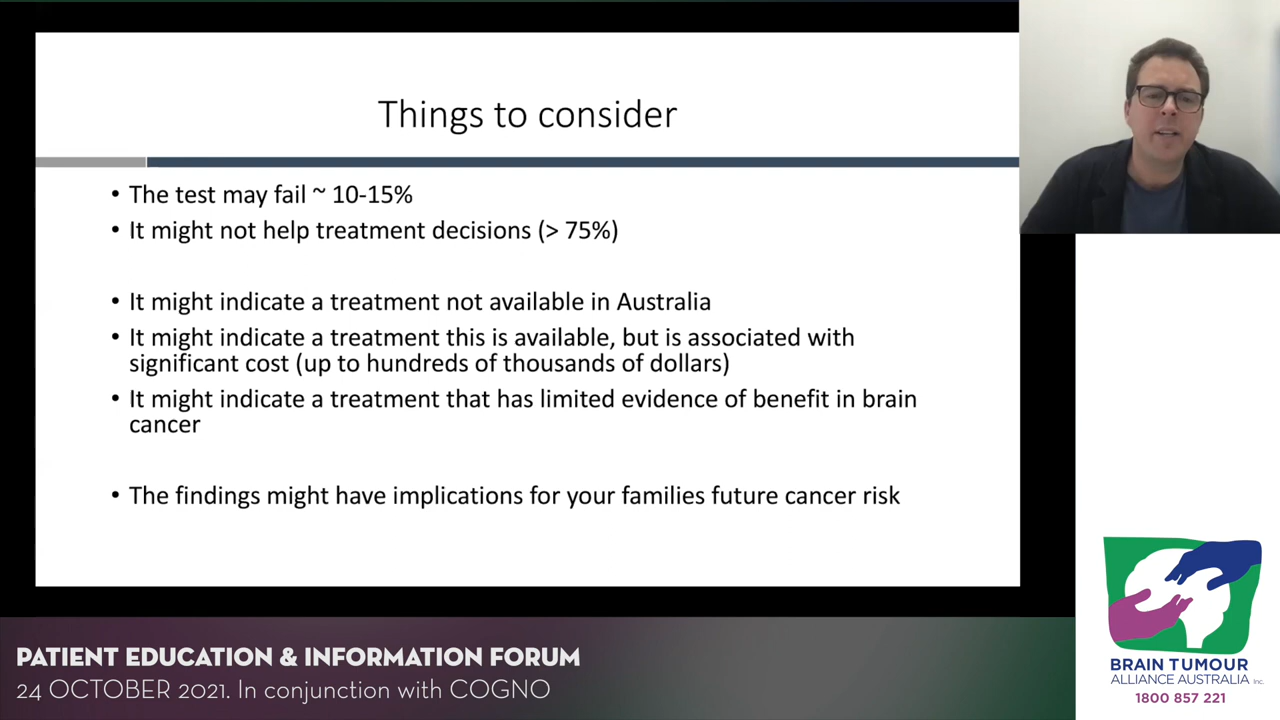 Things to consider
• The test may fail ~ 10-15%
• It might not help treatment decisions (> 75%)
• It might indicate a treatment not available in Australia
• It might indicate a treatment this is available, but is associated with
significant cost (up to hundreds of thousands of dollars)
• It might indicate a treatment that has limited evidence of benefit in brain
cancer
• The findings might have implications for your families future cancer risk
PATIENT EDUCATION & INFORMATION FORUM
24 OCTOBER 2021. In conjunction with COGNO
BRAIN TUMOUR
ALLIANCE AUSTRALIA Inc.
1800 857 221